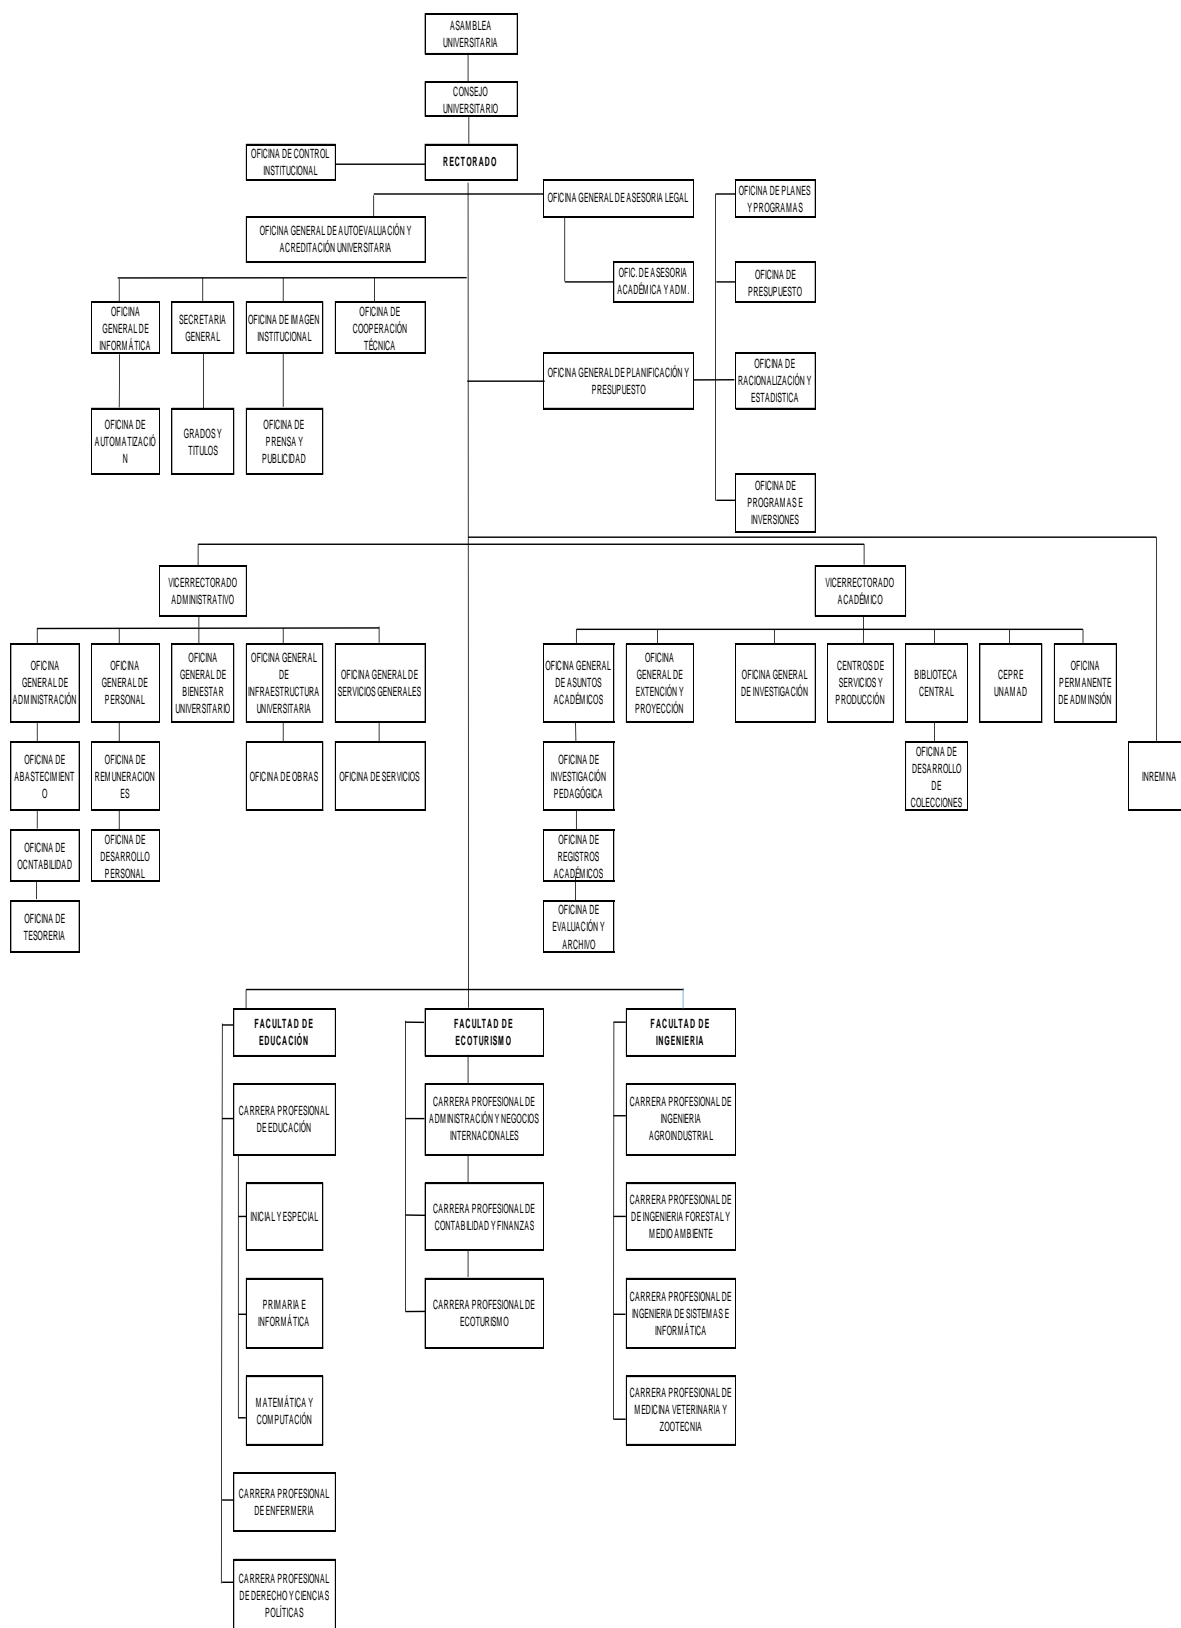 ASAMBLEA
UNIVERSITARIA
CONSEJO
UNIVERSITARIO
OFICINA DE CONTROL
INSTITUCIONAL
RECTORADO
OFICINA GENERAL DE ASESORIA LEGAL
OFICINA DE PLANES
Y PROGRAMAS
OFICINA GENERAL DE AUTOEVALUACIÓN Y
ACREDITACIÓN UNIVERSITARIA
OFIC. DE ASESORIA
ACADÉMICA Y ADM.
OFICINA DE
PRESUPUESTO
OFICINA
GENERAL DE
INFORMÁTICA
SECRETARIA
GENERAL
OFICINA DE IMAGEN
INSTITUCIONAL
OFICINA DE
COOPERACIÓN
TÉCNICA
OFICINA GENERAL DE PLANIFICACIÓN Y
PRESUPUESTO
OFICINA DE
RACIONALIZACIÓN Y
ESTADISTICA
OFICINA DE
AUTOMATIZACIÓ
N
GRADOS Y
TITULOS
OFICINA DE
PRENSA Y
PUBLICIDAD
OFICINA DE
PROGRAMAS E
INVERSIONES
VICERRECTORADO
ADMINISTRATIVO
VICERRECTORADO
ACADÉMICO
OFICINA
GENERAL DE
ADMINISTRACIÓN
OFICINA
GENERAL DE
PERSONAL
OFICINA
GENERAL DE
BIENESTAR
UNIVERSITARIO
OFICINA GENERAL
DE
INFRAESTRUCTURA
UNIVERSITARIA
OFICINA GENERAL DE
SERVICIOS GENERALES
OFICINA GENERAL
DE ASUNTOS
ACADÉMICOS
OFICINA
GENERAL DE
EXTENCIÓN Y
PROYECCIÓN
OFICINA GENERAL
DE INVESTIGACIÓN
CENTROS DE
SERVICIOS Y
PRODUCCIÓN
BIBLIOTECA
CENTRAL
CEPRE
UNAMAD
OFICINA
PERMANENTE
DE ADMINSIÓN
OFICINA DE
ABASTECIMIENT
O
OFICINA DE
REMUNERACION
ES
OFICINA DE OBRAS
OFICINA DE SERVICIOS
OFICINA DE
INVESTIGACIÓN
PEDAGÓGICA
OFICINA DE
DESARROLLO
DE
COLECCIONES
INREMNA
OFICINA DE
OCNTABILIDAD
OFICINA DE
DESARROLLO
PERSONAL
OFICINA DE
REGISTROS
ACADÉMICOS
OFICINA DE
TESORERIA
OFICINA DE
EVALUACIÓN Y
ARCHIVO
FACULTAD DE
EDUCACIÓN
FACULTAD DE
ECOTURISMO
FACULTAD DE
INGENIERIA
CARRERA PROFESIONAL
DE EDUCACIÓN
CARRERA PROFESIONAL DE
ADMINISTRACIÓN Y NEGOCIOS
INTERNACIONALES
CARRERA PROFESIONAL DE
INGENIERIA
AGROINDUSTRIAL
INICIAL Y ESPECIAL
CARRERA PROFESIONAL DE
CONTABILIDAD Y FINANZAS
CARRERA PROFESIONAL DE
DE INGENIERIA FORESTAL Y
MEDIO AMBIENTE
PRIMARIA E
INFORMÁTICA
CARRERA PROFESIONAL DE
ECOTURISMO
CARRERA PROFESIONAL DE
INGENIERIA DE SISTEMAS E
INFORMÁTICA
MATEMÁTICA Y
COMPUTACIÓN
CARRERA PROFESIONAL DE
MEDICINA VETERINARIA Y
ZOOTECNIA
CARRERA PROFESIONAL
DE ENFERMERIA
CARRERA PROFESIONAL
DE DERECHO Y CIENCIAS
POLÍTICAS